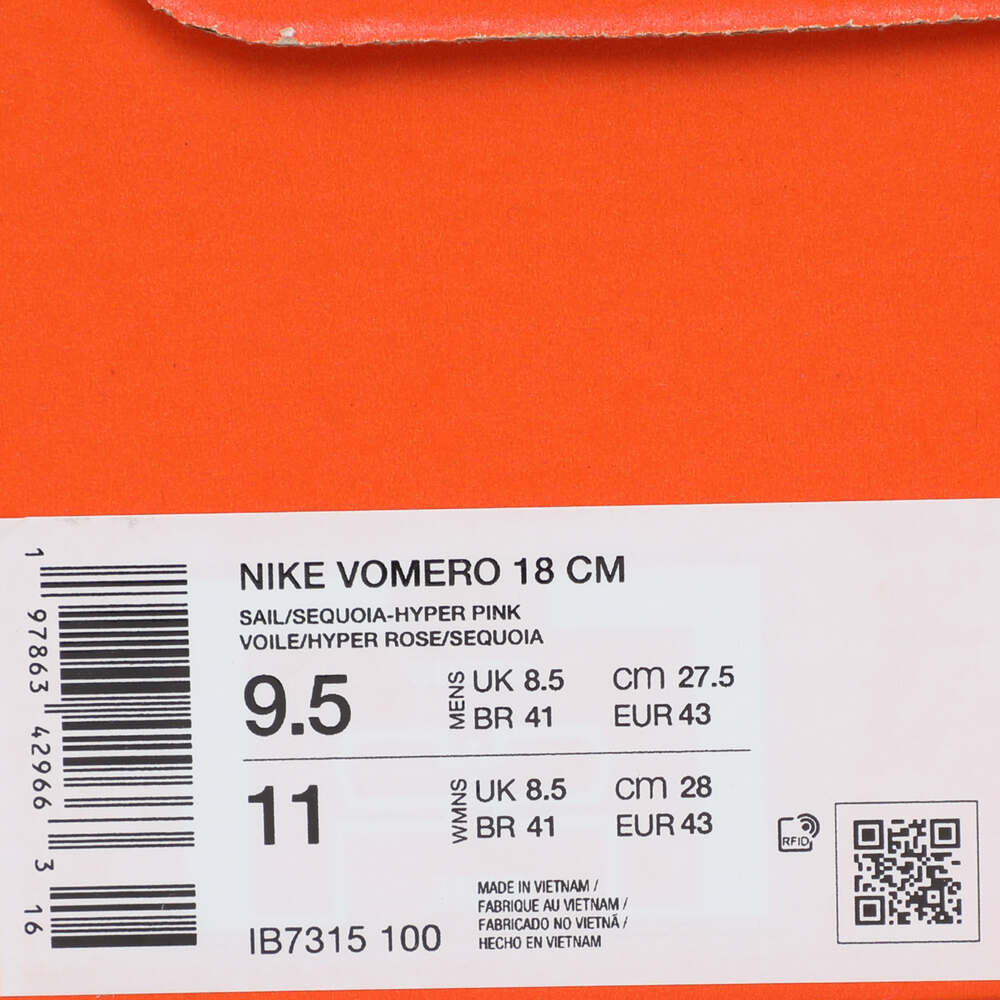 NIKE VOMERO 18 CM
SAIL/SEQUOIA-HYPER PINK
VOILE/HYPER ROSE/SEQUOIA
9.5 MENS UK 8.5 cm 27.5
BR 41 EUR 43
11 WMNS UK 8.5 cm 28
BR 41 EUR 43
RFID
MADE IN VIETNAM /
FABRIQUE AU VIETNAM /
FABRICADO NO VIETNÃ /
HECHO EN VIETNAM
IB7315 100
1 97863 42966 3 16